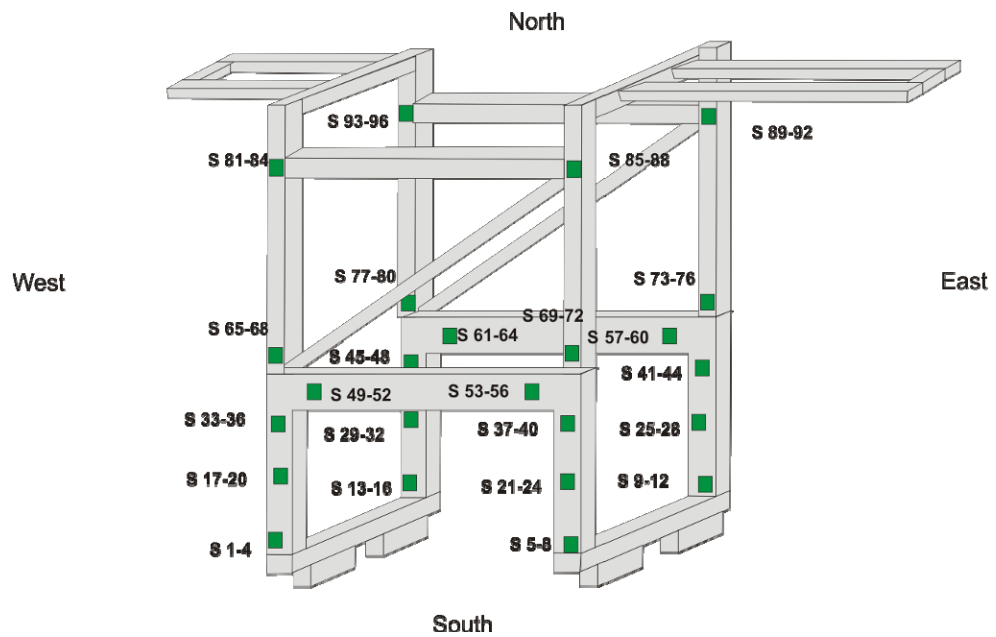 North
S 93-96
S 89-92
S 81-84
S 85-88
West
S 77-80
S 73-76
East
S 69-72
S 65-68
S 61-64
S 57-60
S 45-48
S 41-44
S 49-52
S 53-56
S 33-36
S 29-32
S 37-40
S 25-28
S 17-20
S 13-16
S 21-24
S 9-12
S 1-4
S 5-8
South